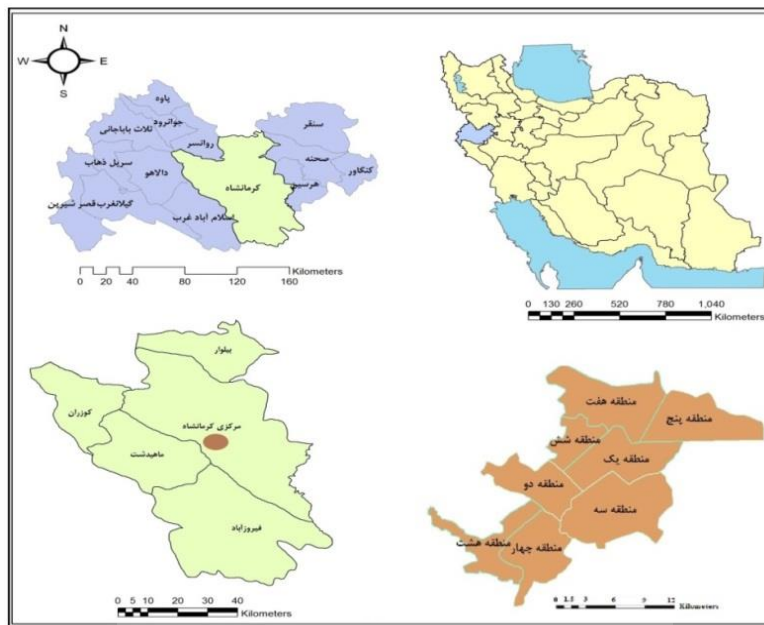 N
W E
S
پاوه
جوانرود
ثلاث باباجانی
روانسر
سنقر
صحنه
کنگاور
هرسین
سرپل ذهاب
دالاهو
کرمانشاه
گیلانغرب
قصر شیرین
اسلام آباد غرب
Kilometers
0 20 40 80 120 160
0 130 260 520 780 1,040
Kilometers
بیلوار
کوزران
مرکزی کرمانشاه
ماهیدشت
فیروزآباد
0 5 10 20 30 40
Kilometers
منطقه هفت
منطقه پنج
منطقه شش
منطقه یک
منطقه دو
منطقه سه
منطقه هشت
منطقه چهار
0 1.5 3 6 9 12
Kilometers